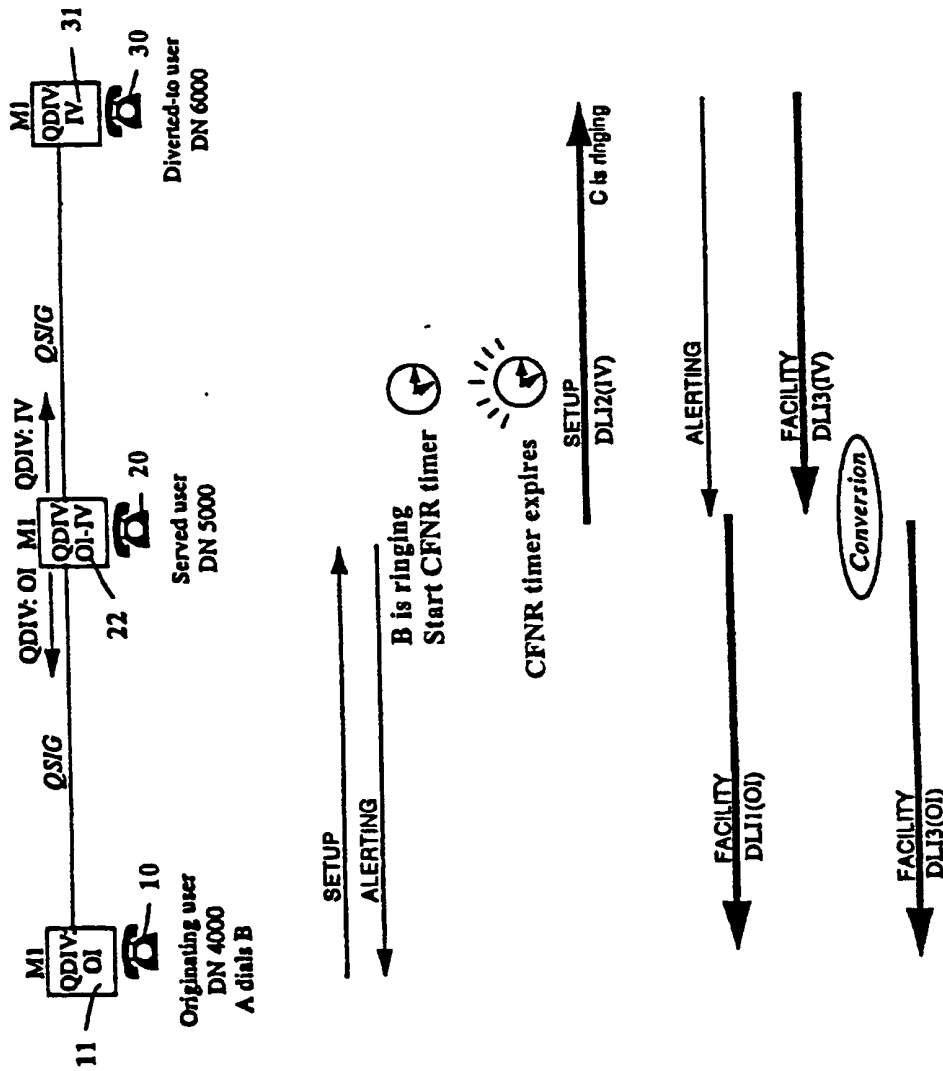 M1
QDIV:
OI
11
10
Originating user
DN 4000
A dials B
QSIG
QDIV: OI
M1
QDIV: IV
QDIV
OI-IV
22
20
Served user
DN 5000
QSIG
M1
QDIV:
IV
31
30
Diverted-to user
DN 6000
SETUP
ALERTING
B is ringing
Start CFNR timer
CFNR timer expires
SETUP
DLI2(IV)
C is ringing
ALERTING
FACILITY
DLI1(OI)
FACILITY
DLI3(IV)
Conversion
FACILITY
DLI3(OI)